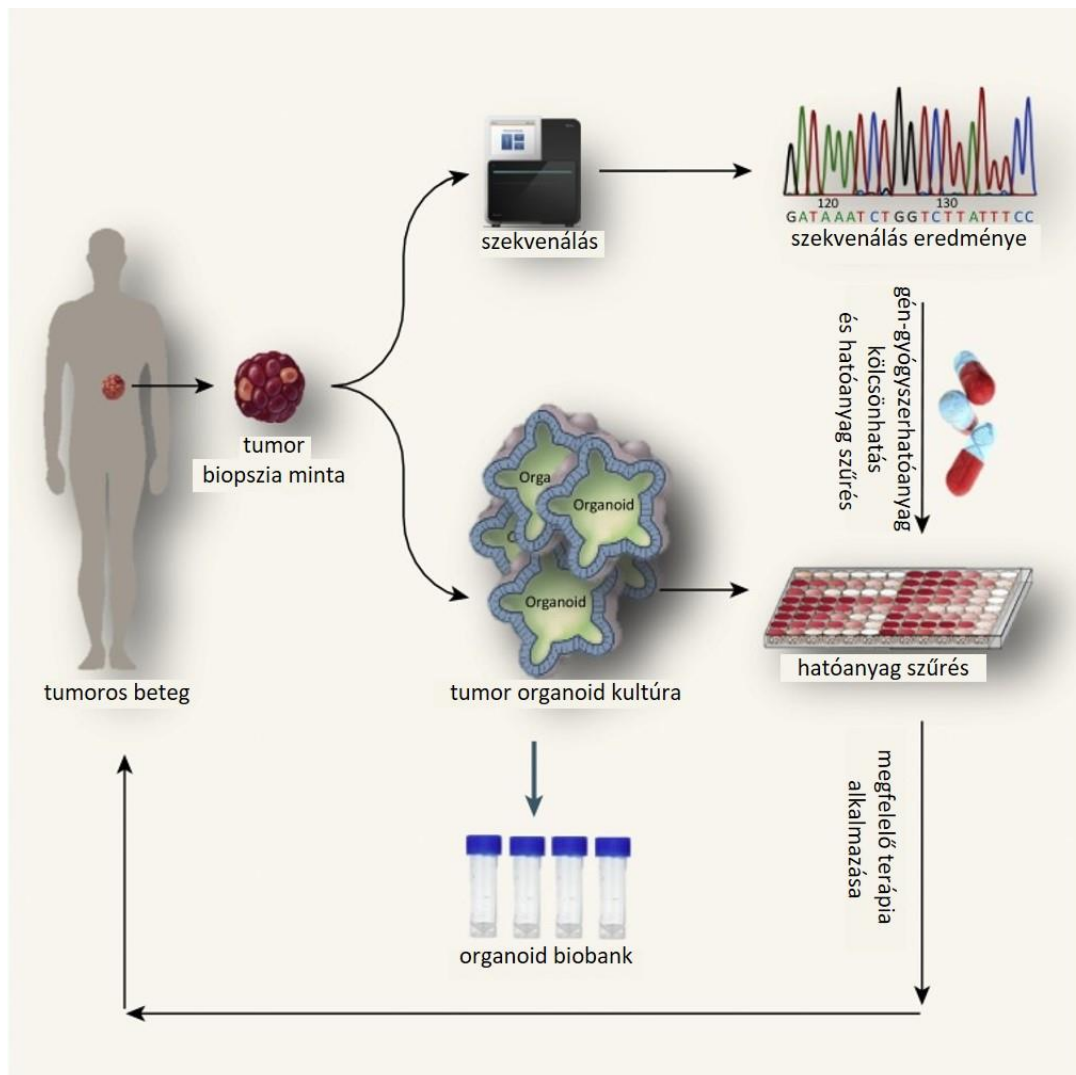 120 130
GATAAATCTGGTCTTATTTCC
szekvenálás
szekvenálás eredménye
gén-gyógyszerhatóanyag
kölcsönhatás
és hatóanyag szűrés
tumor
biopszia minta
Orga
Organoid
O
Organoid
tumoros beteg
tumor organoid kultúra
hatóanyag szűrés
megfelelő terápia
alkalmazása
organoid biobank